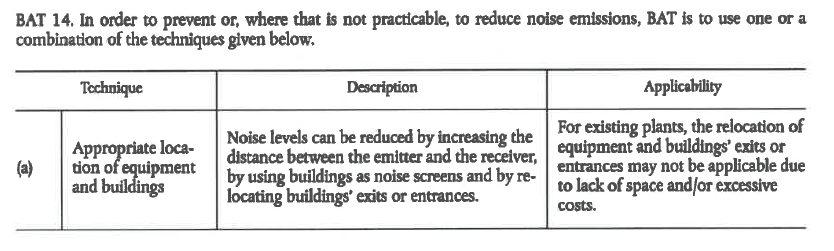 BAT 14. In order to prevent or, where that is not practicable, to reduce noise emissions, BAT is to use one or a
combination of the techniques given below.
Technique Description Applicability
(a)
Appropriate loca-
tion of equipment
and buildings
Noise levels can be reduced by increasing the
distance between the emitter and the receiver,
by using buildings as noise screens and by re-
locating buildings' exits or entrances.
For existing plants, the relocation of
equipment and buildings' exits or
entrances may not be applicable due
to lack of space and/or excessive
costs.